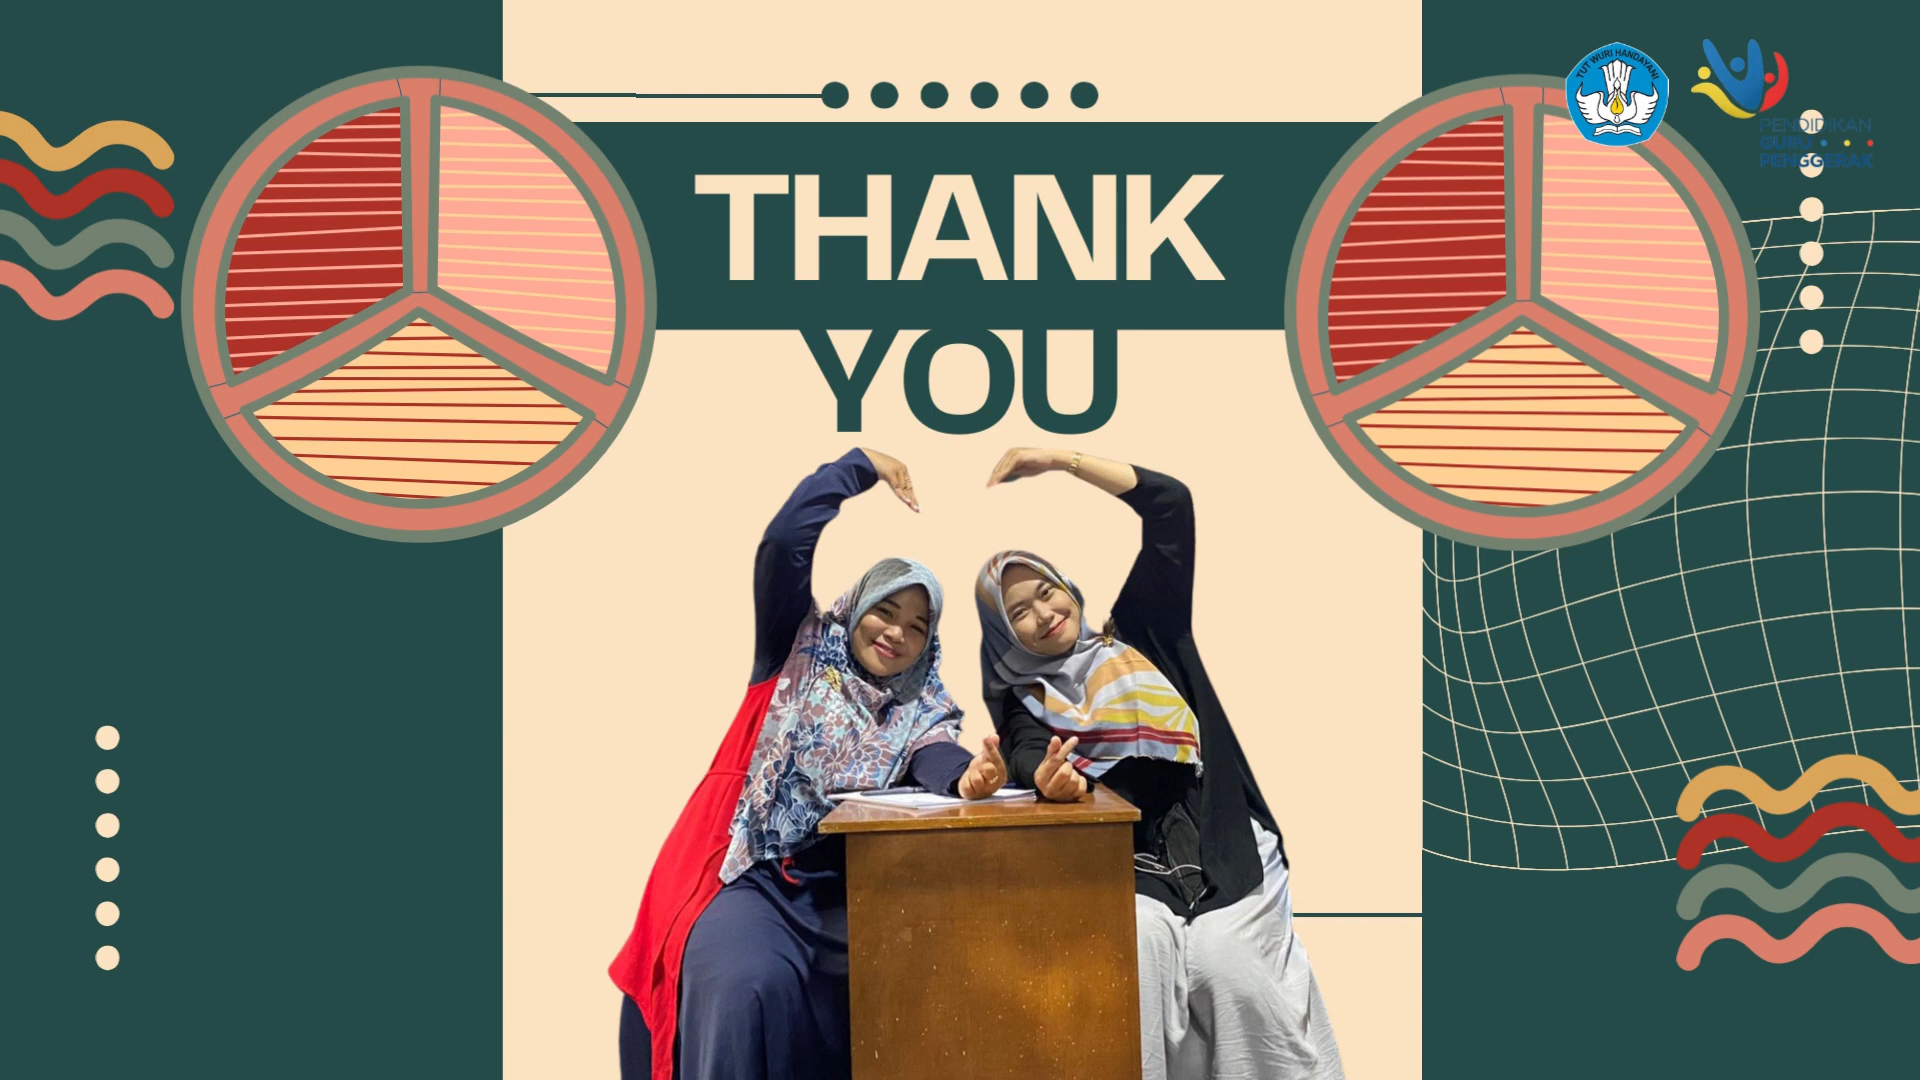 THANK
YOU
TUT WURI HANDAYANI
PENDIDIKAN
GURU
PENGGERAK